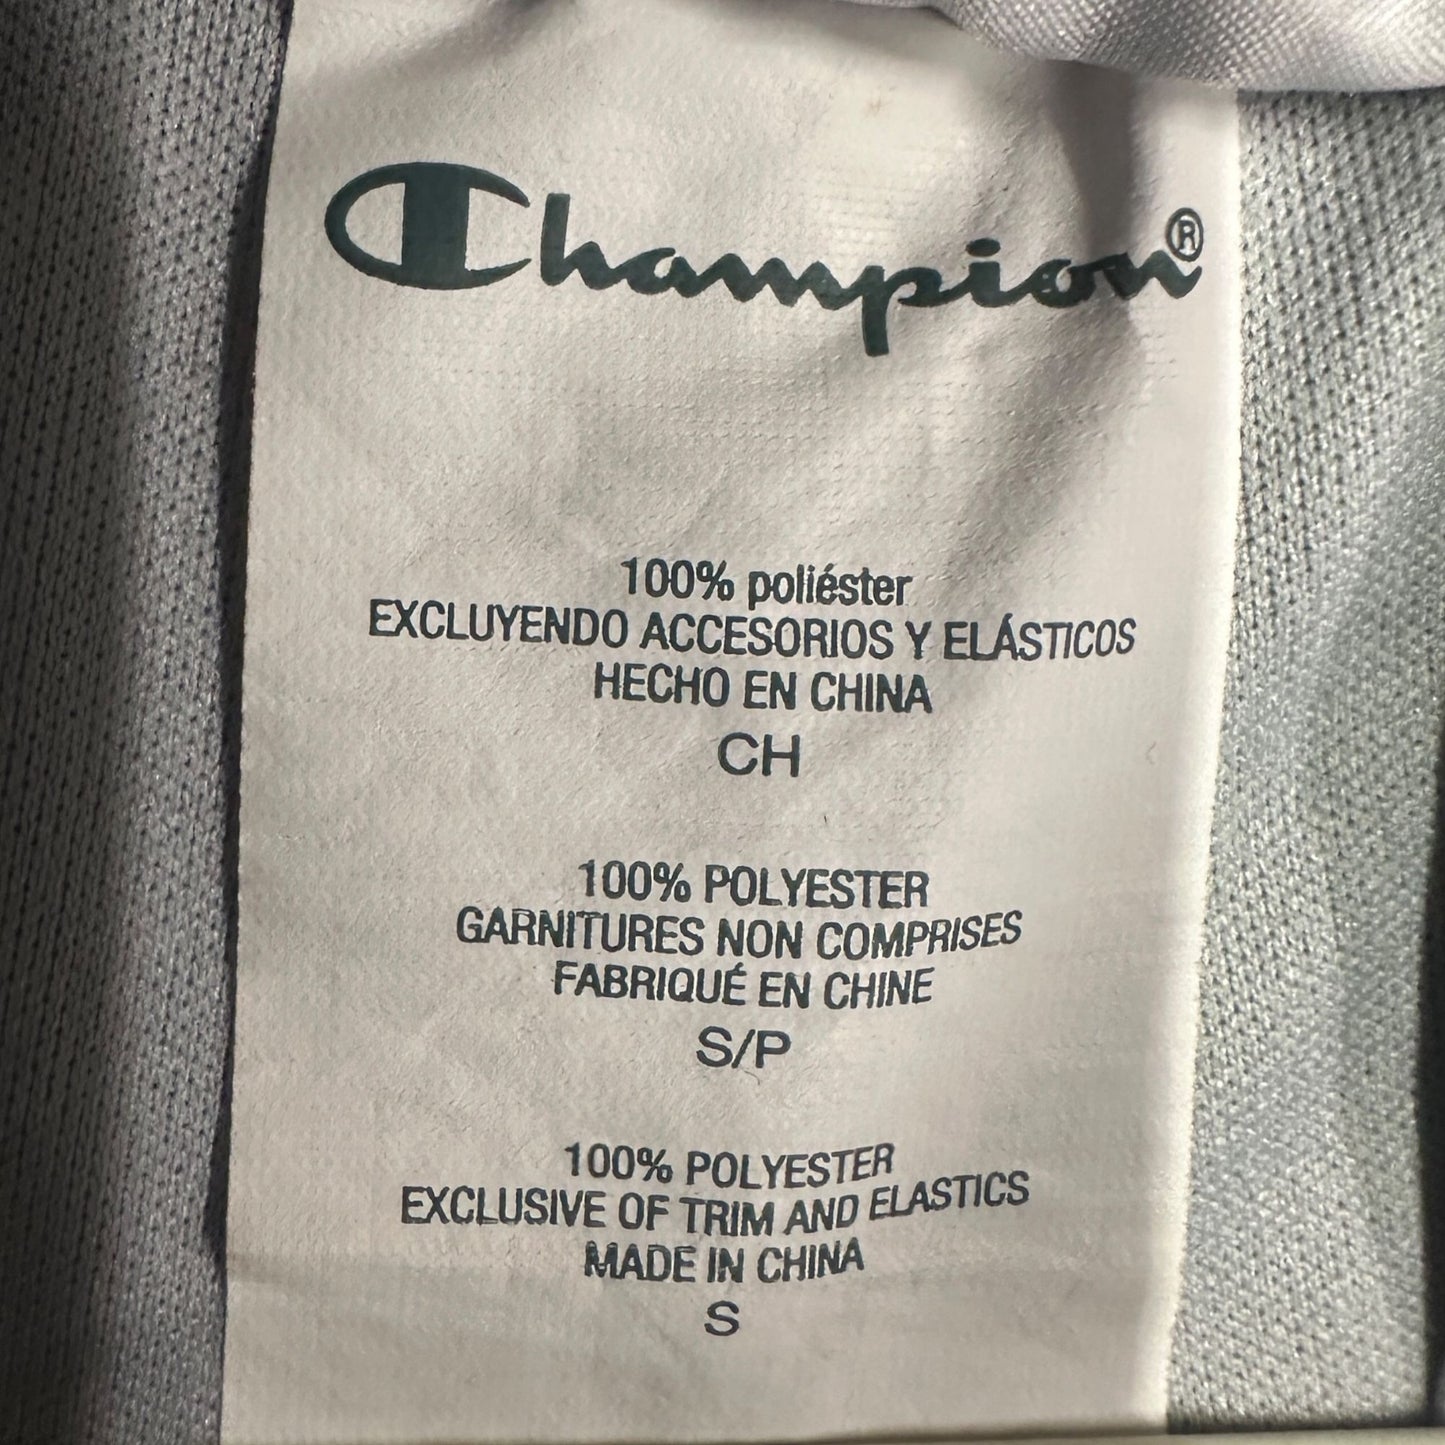 Champion®
100% poliéster
EXCLUYENDO ACCESORIOS Y ELÁSTICOS
HECHO EN CHINA
CH
100% POLYESTER
GARNITURES NON COMPRISES
FABRIQUÉ EN CHINE
S/P
100% POLYESTER
EXCLUSIVE OF TRIM AND ELASTICS
MADE IN CHINA
S